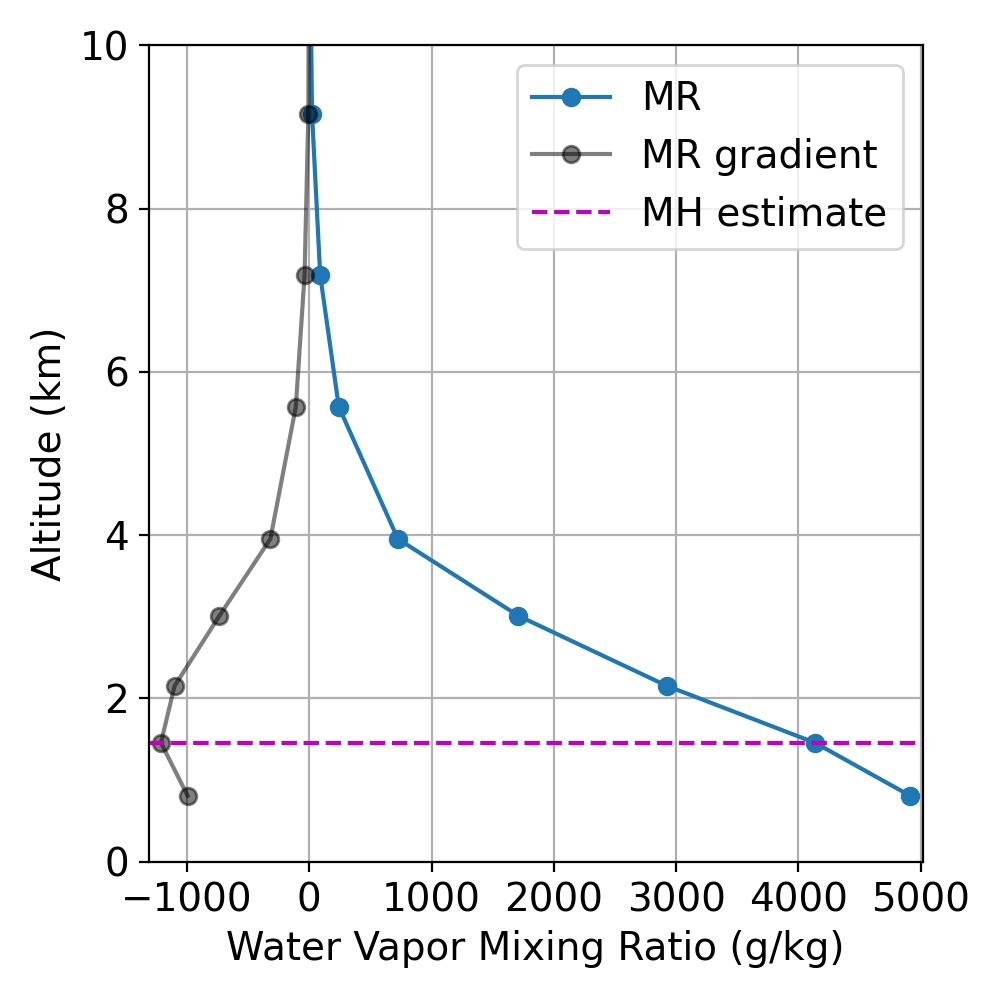 10
8
6
4
2
0
Altitude (km)
MR
MR gradient
MH estimate
−1000 0 1000 2000 3000 4000 5000
Water Vapor Mixing Ratio (g/kg)